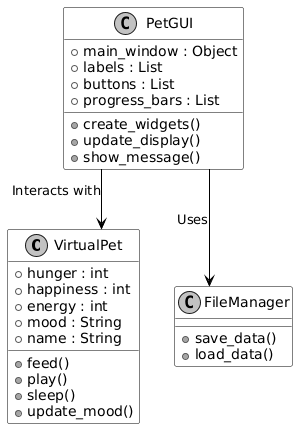 C PetGUI
main_window : Object
labels : List
buttons : List
progress_bars : List
create_widgets()
update_display()
show_message()
Interacts with
Uses
C VirtualPet
hunger : int
happiness : int
energy : int
mood : String
name : String
feed()
play()
sleep()
update_mood()
C FileManager
save_data()
load_data()